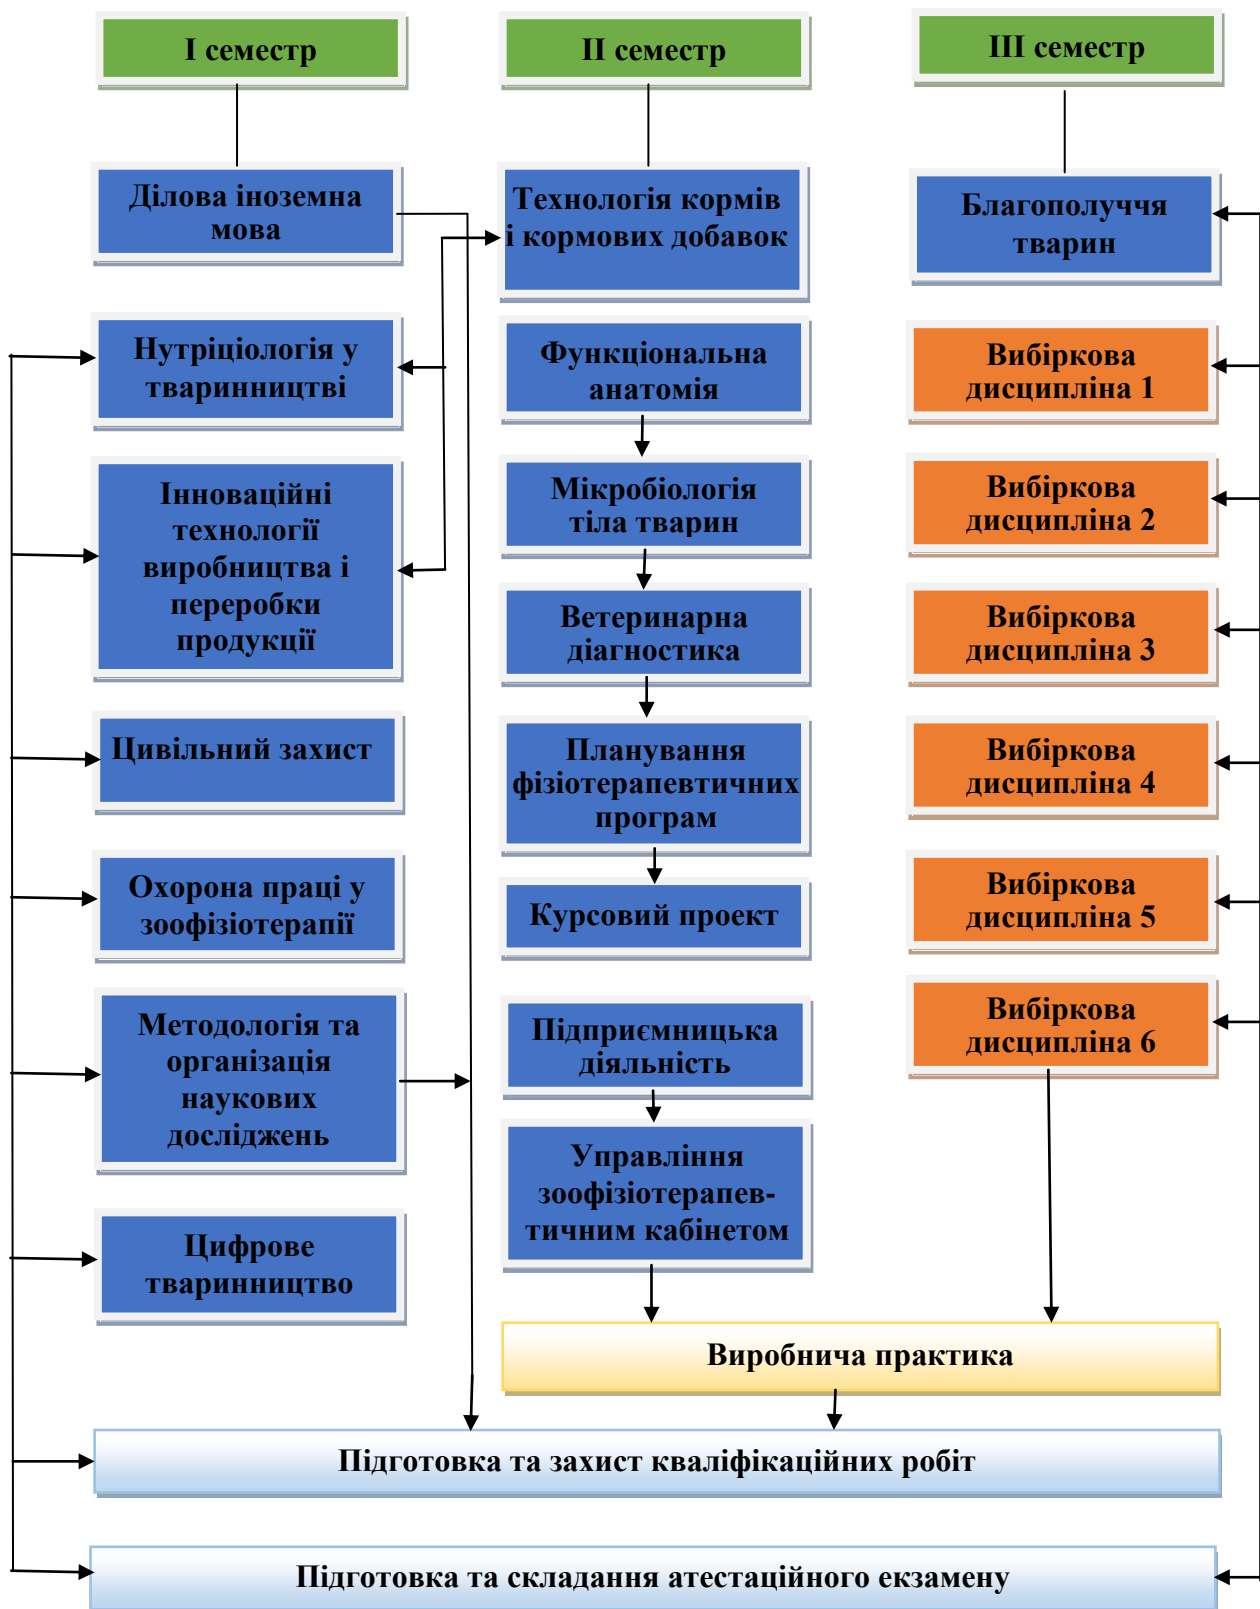 I семестр
II семестр
III семестр
Ділова іноземна
мова
Нутріціологія у
тваринництві
Інноваційні
технології
виробництва і
переробки
продукції
Цивільний захист
Охорона праці у
зоофізіотерапії
Методологія та
організація
наукових
досліджень
Цифрове
тваринництво
Технологія кормів
і кормових добавок
Функціональна
анатомія
Мікробіологія
тіла тварин
Ветеринарна
діагностика
Планування
фізіотерапевтичних
програм
Курсовий проект
Підприємницька
діяльність
Управління
зоофізіотерапев-
тичним кабінетом
Благополуччя
тварин
Вибіркова
дисципліна 1
Вибіркова
дисципліна 2
Вибіркова
дисципліна 3
Вибіркова
дисципліна 4
Вибіркова
дисципліна 5
Вибіркова
дисципліна 6
Виробнича практика
Підготовка та захист кваліфікаційних робіт
Підготовка та складання атестаційного екзамену